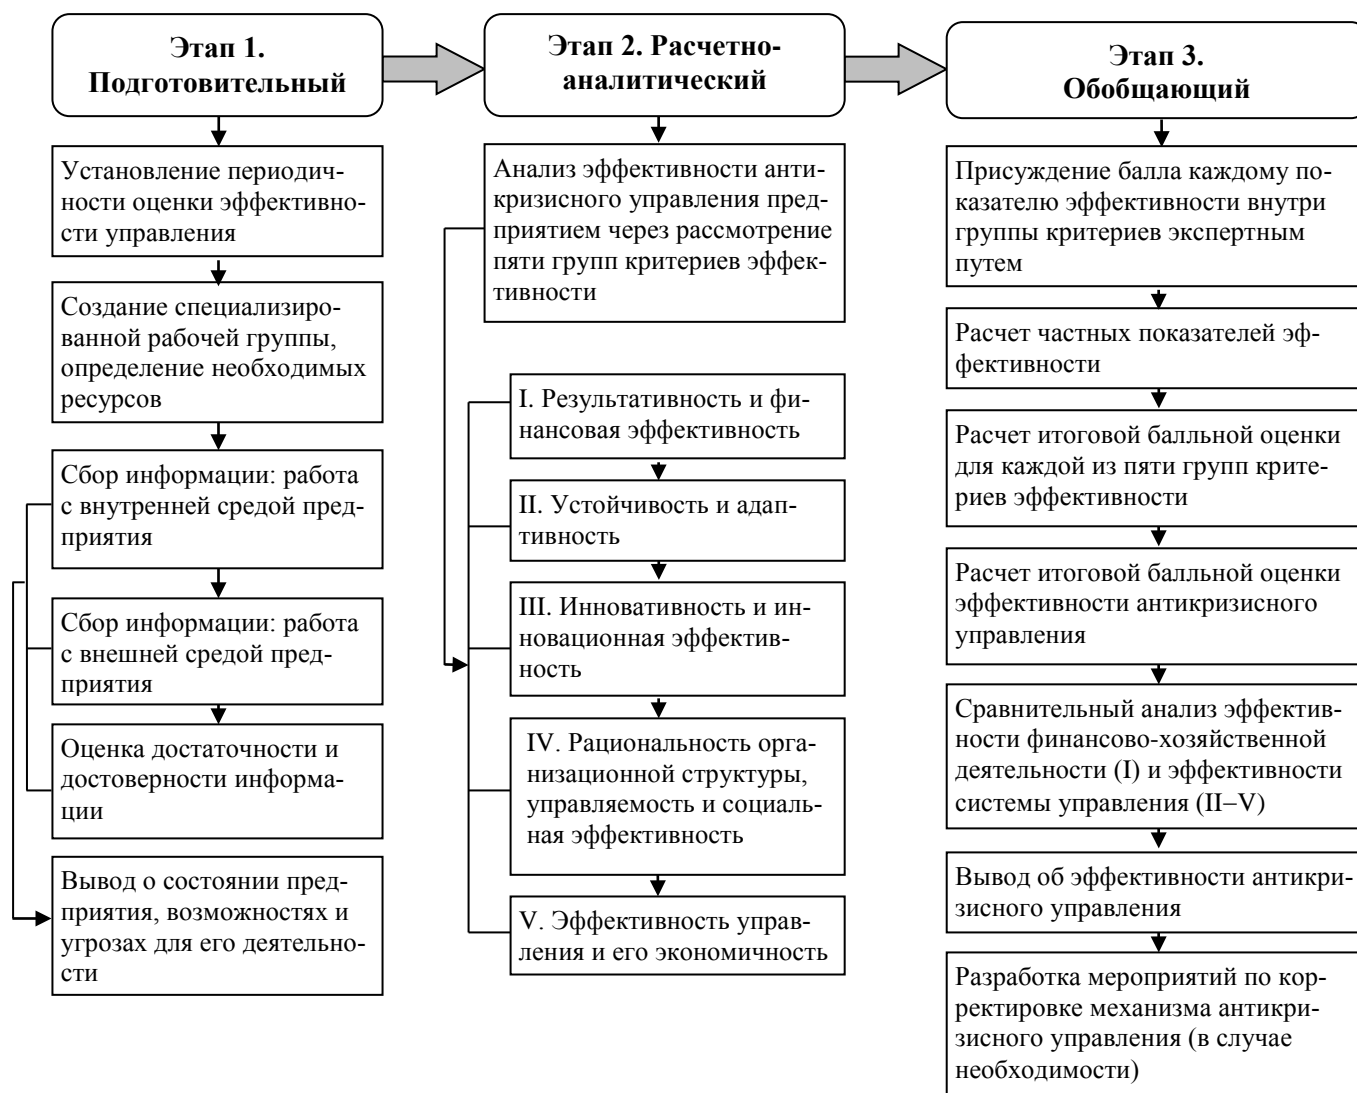 Этап 1.
Подготовительный
Установление периодич-
ности оценки эффективно-
сти управления
Создание специализиро-
ванной рабочей группы,
определение необходимых
ресурсов
Сбор информации: работа
с внутренней средой пред-
приятия
Сбор информации: работа
с внешней средой пред-
приятия
Оценка достаточности и
достоверности информа-
ции
Вывод о состоянии пред-
приятия, возможностях и
угрозах для его деятельно-
сти
Этап 2. Расчетно-
аналитический
Анализ эффективности анти-
кризисного управления пред-
приятием через рассмотрение
пяти групп критериев эффек-
тивности
I. Результативность и фи-
нансовая эффективность
II. Устойчивость и адап-
тивность
III. Инновативность и ин-
новационная эффектив-
ность
IV. Рациональность орга-
низационной структуры,
управляемость и социаль-
ная эффективность
V. Эффективность управ-
ления и его экономичность
Этап 3.
Обобщающий
Присуждение балла каждому по-
казателю эффективности внутри
группы критериев экспертным
путем
Расчет частных показателей эф-
фективности
Расчет итоговой балльной оценки
для каждой из пяти групп крите-
риев эффективности
Расчет итоговой балльной оценки
эффективности антикризисного
управления
Сравнительный анализ эффектив-
ности финансово-хозяйственной
деятельности (I) и эффективности
системы управления (II–V)
Вывод об эффективности антикри-
зисного управления
Разработка мероприятий по кор-
ректировке механизма антикри-
зисного управления (в случае
необходимости)